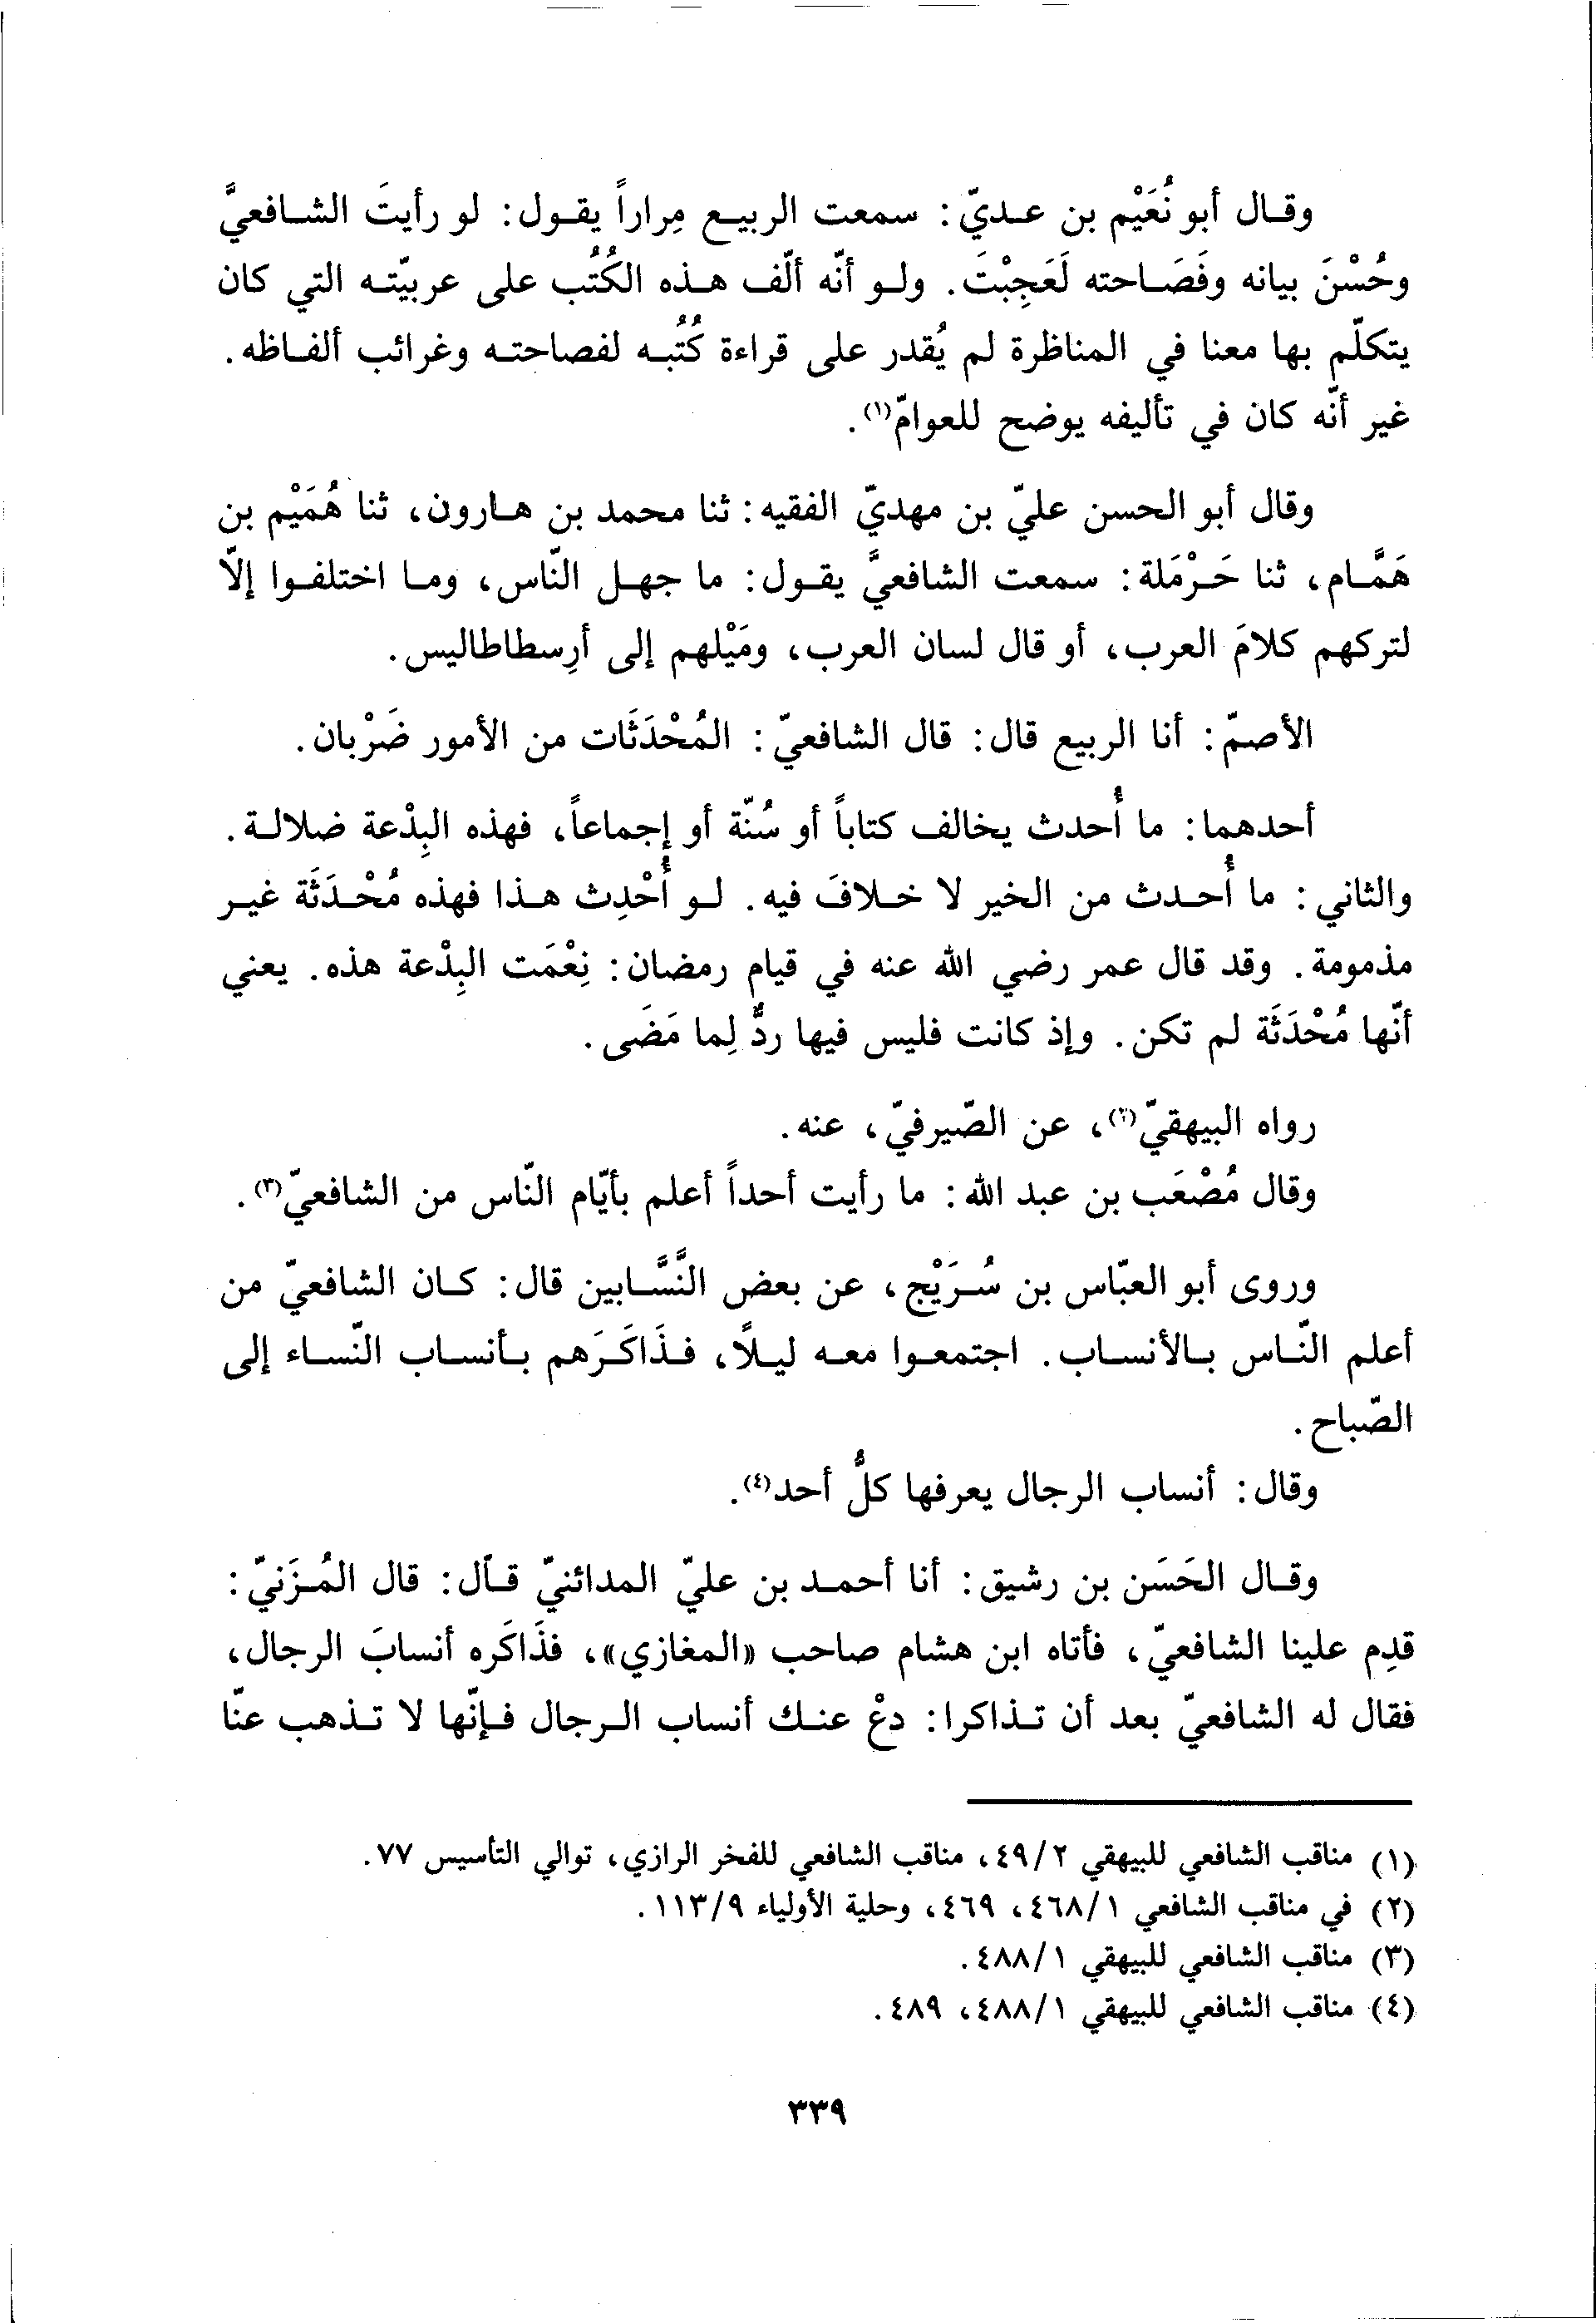 وقال أبو نُعَيْم بن عديّ: سمعت الربيع مِراراً يقول: لو رأيتَ الشافعيَّ
وحُسْنَ بيانه وفَصَاحته لَعَجِبْتَ. ولو أنّه ألّف هذه الكُتُب على عربيّته التي كان
يتكلّم بها معنا في المناظرة لم يُقدر على قراءة كُتُبه لفصاحته وغرائب ألفاظه.
غير أنّه كان في تأليفه يوضح للعوامّ(١).
وقال أبو الحسن عليّ بن مهديّ الفقيه: ثنا محمد بن هارون، ثنا هُمَيْم بن
هَمَّام، ثنا حَرْمَلة: سمعت الشافعيَّ يقول: ما جهل النّاس، وما اختلفوا إلاّ
لتركهم كلامَ العرب، أو قال لسان العرب، ومَيْلهم إلى أرِسطاطاليس.
الأصمّ: أنا الربيع قال: قال الشافعيّ: المُحْدَثَات من الأمور ضَرْبان.
أحدهما: ما أُحدث يخالف كتاباً أو سُنّة أو إجماعاً، فهذه البِدْعة ضلالة.
والثاني: ما أُحدث من الخير لا خلافَ فيه. لو أُحْدِث هذا فهذه مُحْدَثَة غير
مذمومة. وقد قال عمر رضي الله عنه في قيام رمضان: نِعْمَت البِدْعة هذه. يعني
أنّها مُحْدَثَة لم تكن. وإذ كانت فليس فيها ردٌّ لِما مَضَى.
رواه البيهقيّ(٢)، عن الصّيرفيّ، عنه.
وقال مُصْعَب بن عبد الله: ما رأيت أحداً أعلم بأيّام النّاس من الشافعيّ(٣).
وروى أبو العبّاس بن سُرَيْج، عن بعض النَّسَّابين قال: كان الشافعيّ من
أعلم النّاس بالأنساب. اجتمعوا معه ليلاً، فذَاكَرَهم بأنساب النّساء إلى
الصّباح.
وقال: أنساب الرجال يعرفها كلُّ أحد(٤).
وقال الحَسَن بن رشيق: أنا أحمد بن عليّ المدائنيّ قال: قال المُزَنيّ:
قدِم علينا الشافعيّ، فأتاه ابن هشام صاحب «المغازي»، فذَاكَره أنسابَ الرجال،
فقال له الشافعيّ بعد أن تذاكرا: دعْ عنك أنساب الرجال فإنّها لا تذهب عنّا
(١) مناقب الشافعي للبيهقي ٢/٤٩، مناقب الشافعي للفخر الرازي، توالي التأسيس ٧٧.
(٢) في مناقب الشافعي ١/٤٦٨، ٤٦٩، وحلية الأولياء ٩/١١٣.
(٣) مناقب الشافعي للبيهقي ١/٤٨٨.
(٤) مناقب الشافعي للبيهقي ١/٤٨٨، ٤٨٩.
٣٣٩